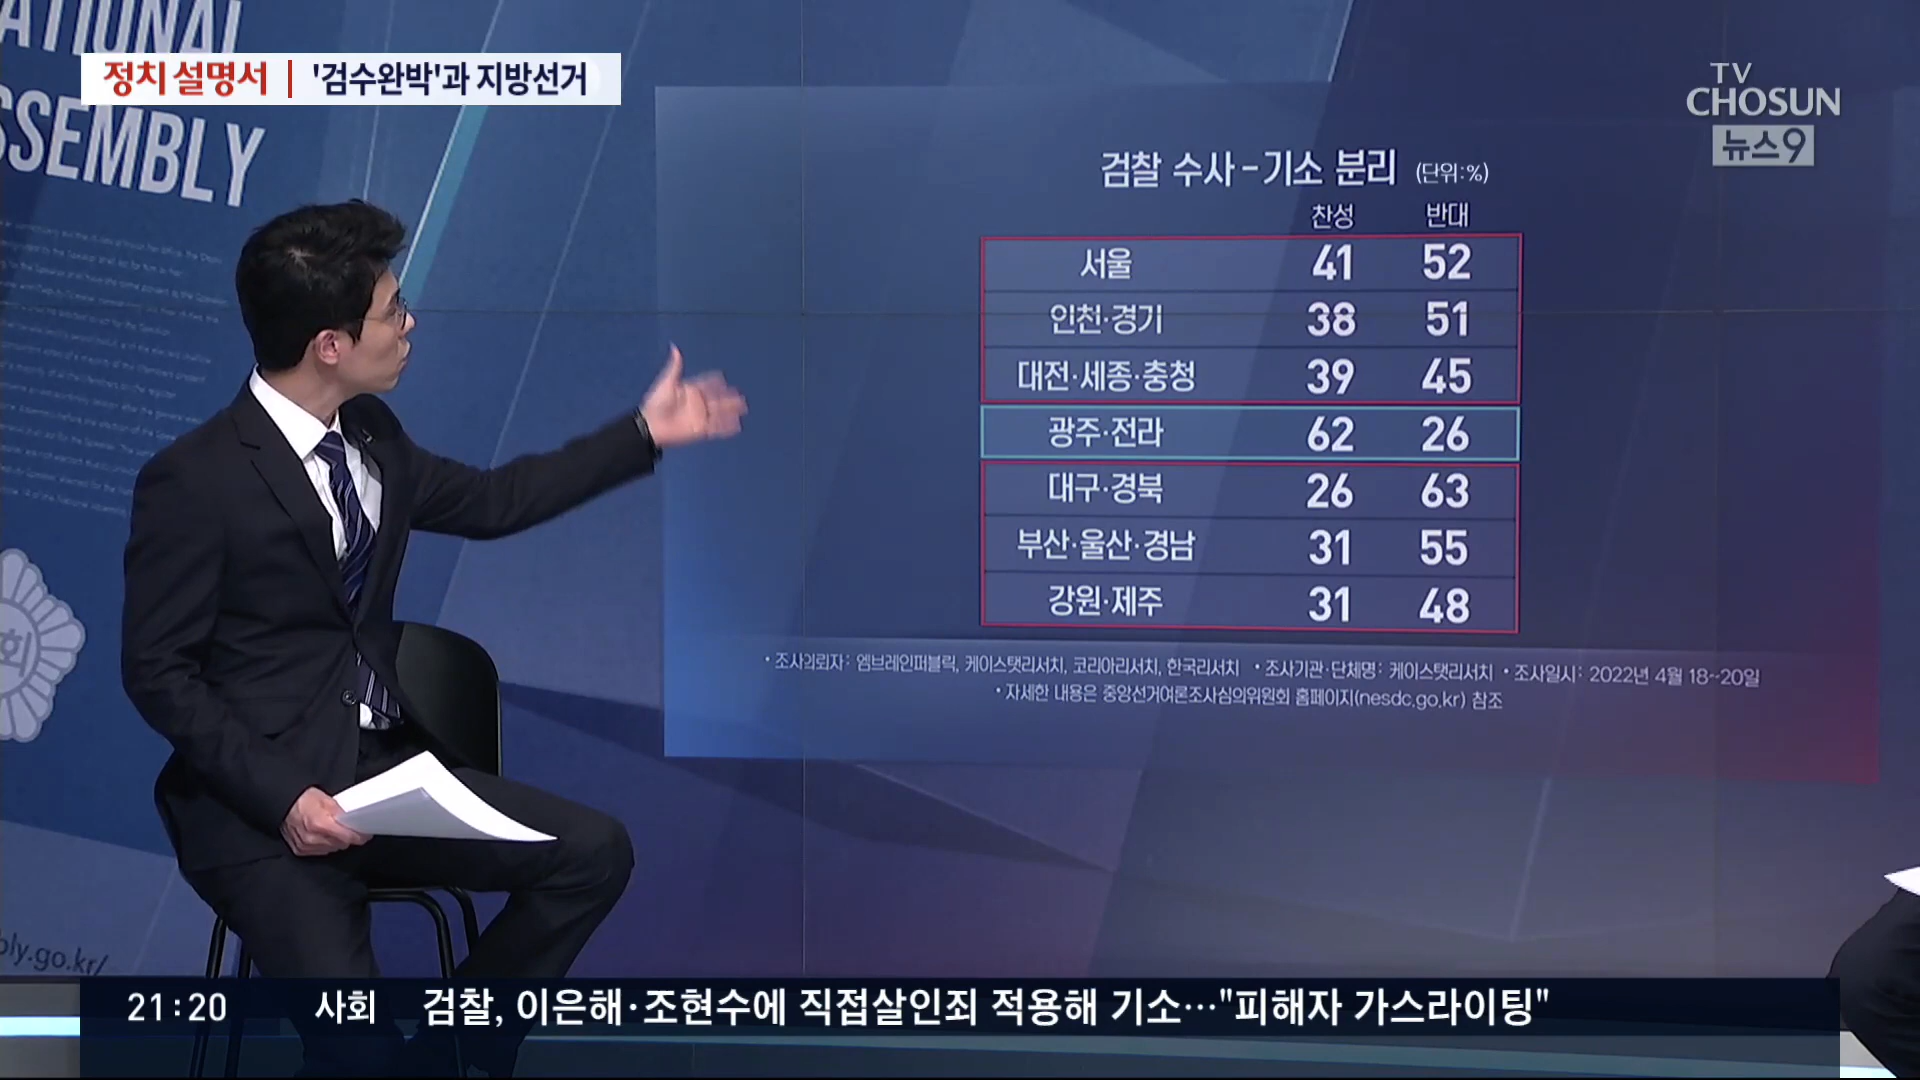 ATIONAL
SSEMBLY
정치 설명서 | '검수완박'과 지방선거
TV
CHOSUN
뉴스9
검찰 수사-기소 분리 (단위:%)
찬성 반대
서울 41 52
인천·경기 38 51
대전·세종·충청 39 45
광주·전라 62 26
대구·경북 26 63
부산·울산·경남 31 55
강원·제주 31 48
• 조사의뢰자: 엠브레인퍼블릭, 케이스탯리서치, 코리아리서치, 한국리서치 • 조사기관·단체명: 케이스탯리서치 • 조사일시: 2022년 4월 18~20일
• 자세한 내용은 중앙선거여론조사심의위원회 홈페이지(nesdc.go.kr) 참조
회
bly.go.kr/
21:20 사회 검찰, 이은해·조현수에 직접살인죄 적용해 기소…"피해자 가스라이팅"